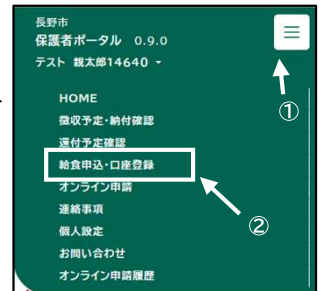 長野市
保護者ポータル 0.9.0
テスト 親太郎14640
①
HOME
徴収予定・納付確認
還付予定確認
給食申込・口座登録
オンライン申請
連絡事項
②
個人設定
お問い合わせ
オンライン申請履歴